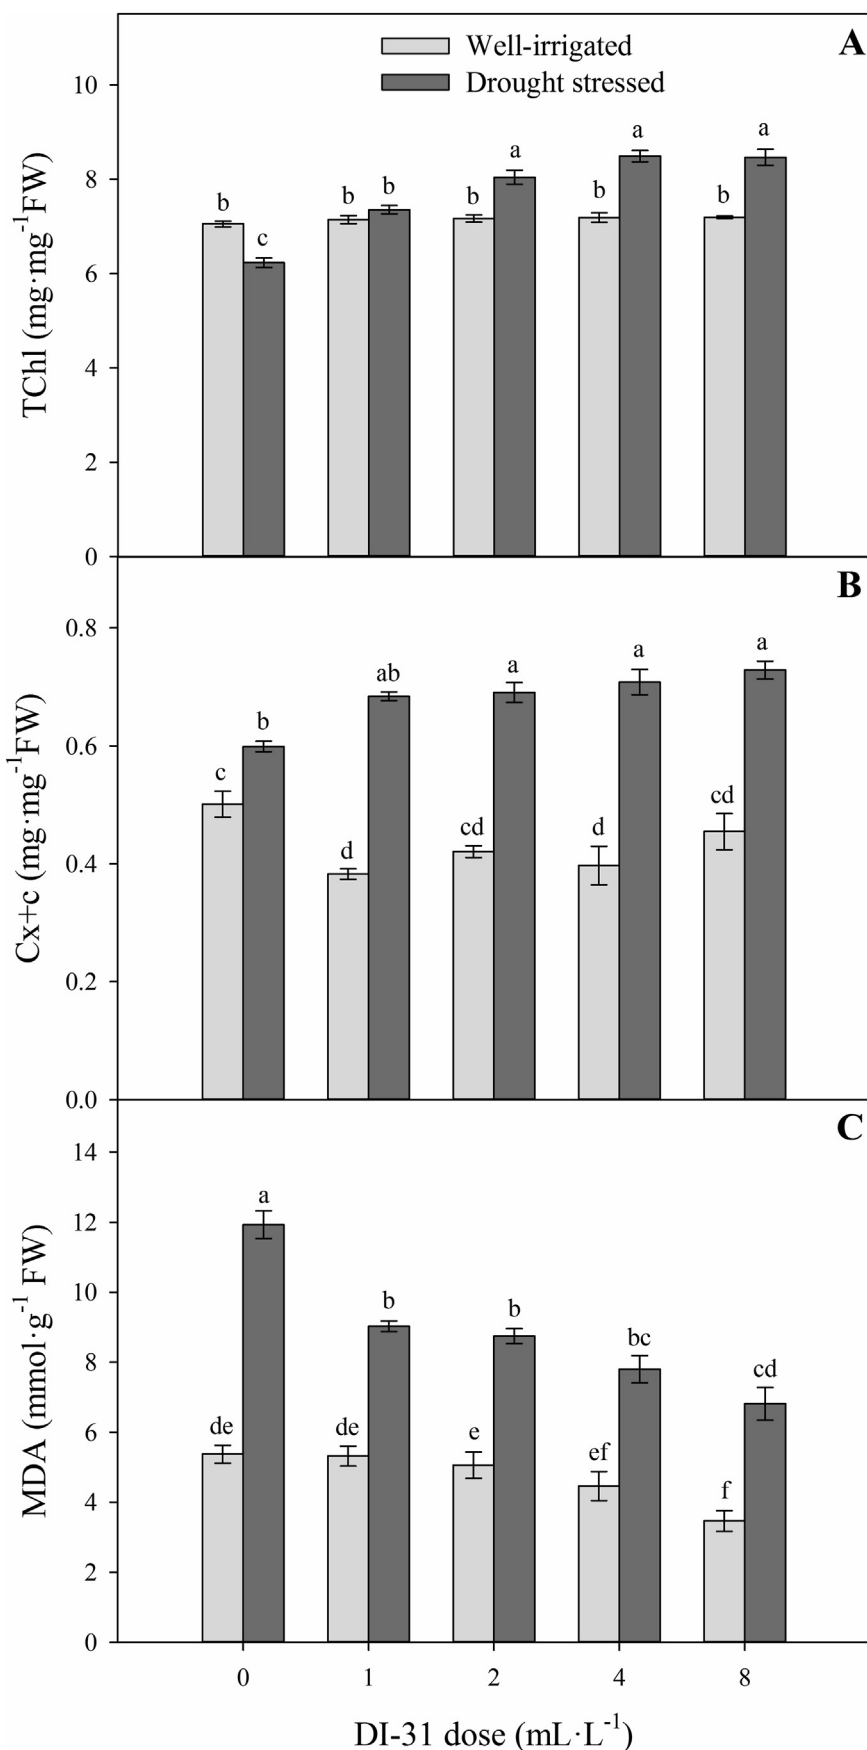 A
Well-irrigated
Drought stressed
TChl (mg·mg⁻¹FW)
10
8
6
4
2
0
b
c
b
b
b
a
b
a
b
a
B
Cx+c (mg·mg⁻¹FW)
0.8
0.6
0.4
0.2
0.0
c
b
d
ab
cd
a
d
a
cd
a
C
MDA (mmol·g⁻¹ FW)
14
12
10
8
6
4
2
0
de
a
de
b
e
b
ef
bc
f
cd
0 1 2 4 8
DI-31 dose (mL·L⁻¹)